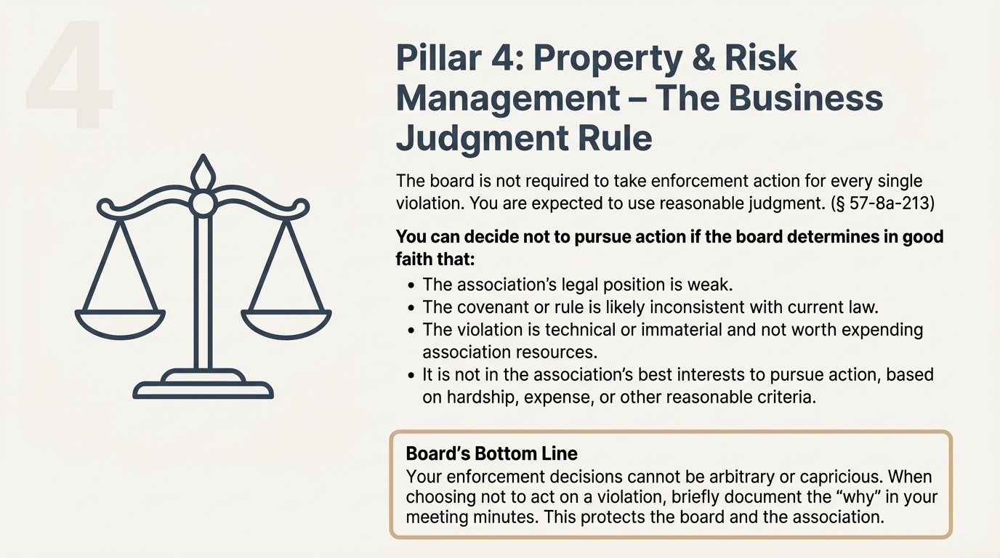 4
Pillar 4: Property & Risk
Management – The Business
Judgment Rule
The board is not required to take enforcement action for every single
violation. You are expected to use reasonable judgment. (§ 57-8a-213)
You can decide not to pursue action if the board determines in good
faith that:
• The association’s legal position is weak.
• The covenant or rule is likely inconsistent with current law.
• The violation is technical or immaterial and not worth expending
association resources.
• It is not in the association’s best interests to pursue action, based
on hardship, expense, or other reasonable criteria.
Board’s Bottom Line
Your enforcement decisions cannot be arbitrary or capricious. When
choosing not to act on a violation, briefly document the “why” in your
meeting minutes. This protects the board and the association.